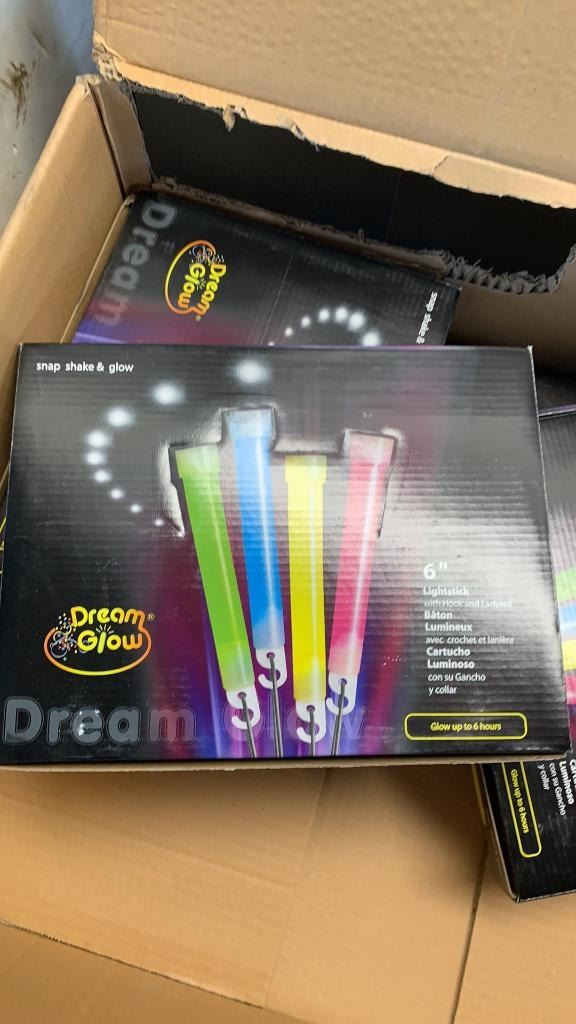 Dream
Dream
Glow®
snap shake &
snap shake & glow
6"
Lightstick
with Hook and Lanyard
Bâton
Lumineux
avec crochet et lanière
Cartucho
Luminoso
con su Gancho
y collar
Dream
Glow®
Dream Glow
Glow up to 6 hours
Luminoso
con su Gancho
y collar
Glow up to 6 hours